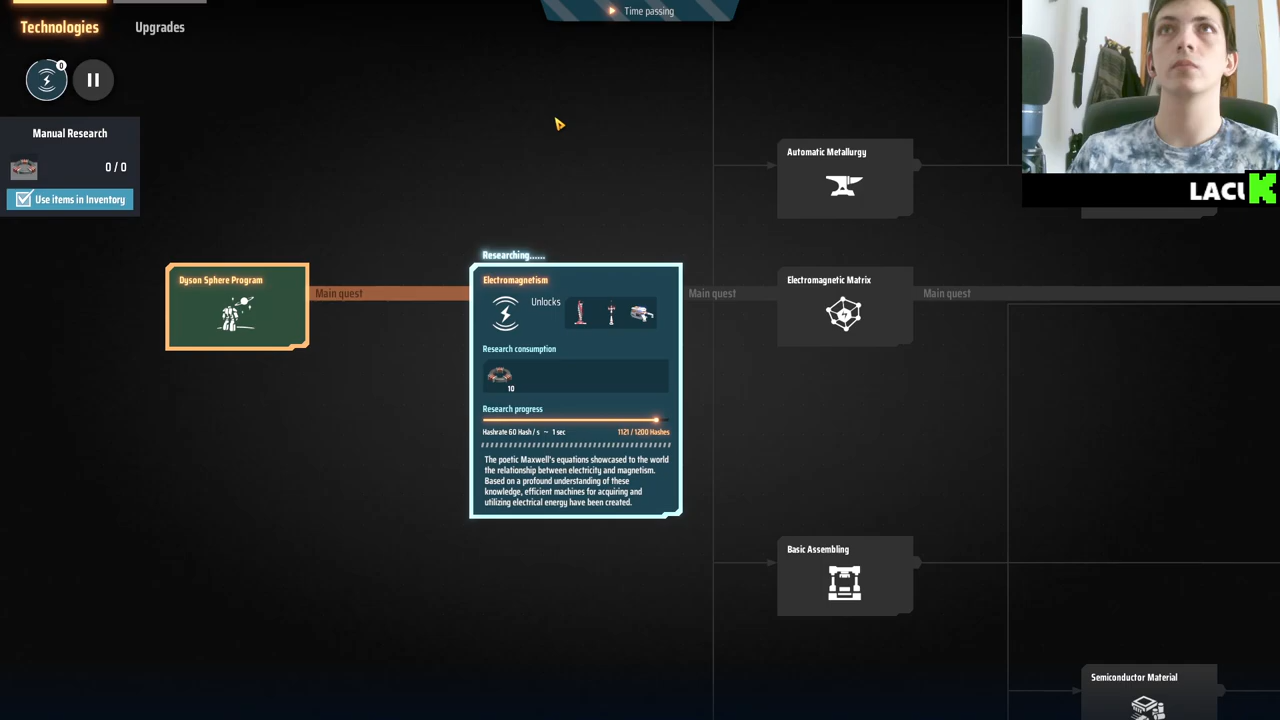 Time passing
Technologies
Upgrades
0
Manual Research
0 / 0
Use items in Inventory
LACU
K
Automatic Metallurgy
Researching......
Dyson Sphere Program
Main quest
Electromagnetism
Unlocks
Research consumption
10
Research progress
Hashrate 60 Hash / s ~ 1 sec
1121 / 1200 Hashes
The poetic Maxwell's equations showcased to the world
the relationship between electricity and magnetism.
Based on a profound understanding of these
knowledge, efficient machines for acquiring and
utilizing electrical energy have been created.
Main quest
Electromagnetic Matrix
Main quest
Basic Assembling
Semiconductor Material